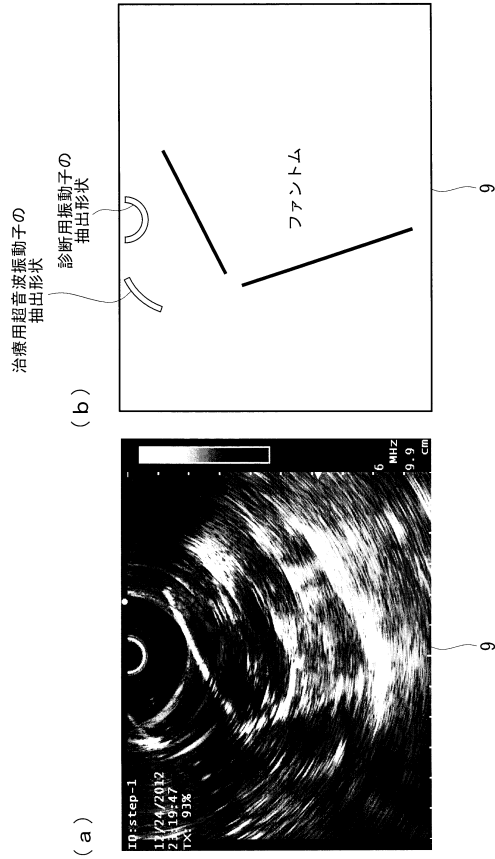 (a)
ID:step-1
12/24/2012
23:19:47
TX: 93%
6
MHz
9.9
cm
9
(b)
治療用超音波振動子の
抽出形状
診断用振動子の
抽出形状
ファントム
9